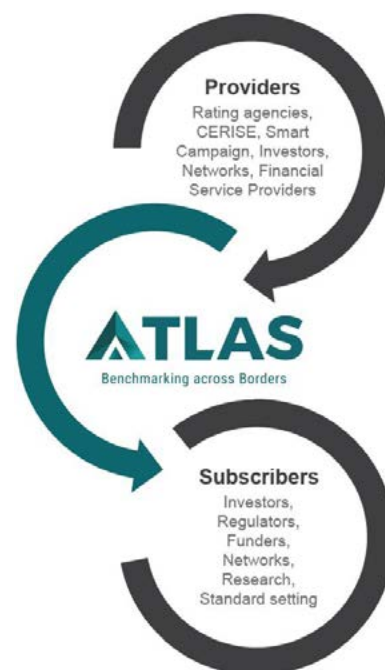 Providers
Rating agencies,
CERISE, Smart
Campaign, Investors,
Networks, Financial
Service Providers
ATLAS
Benchmarking across Borders
Subscribers
Investors,
Regulators,
Funders,
Networks,
Research,
Standard setting